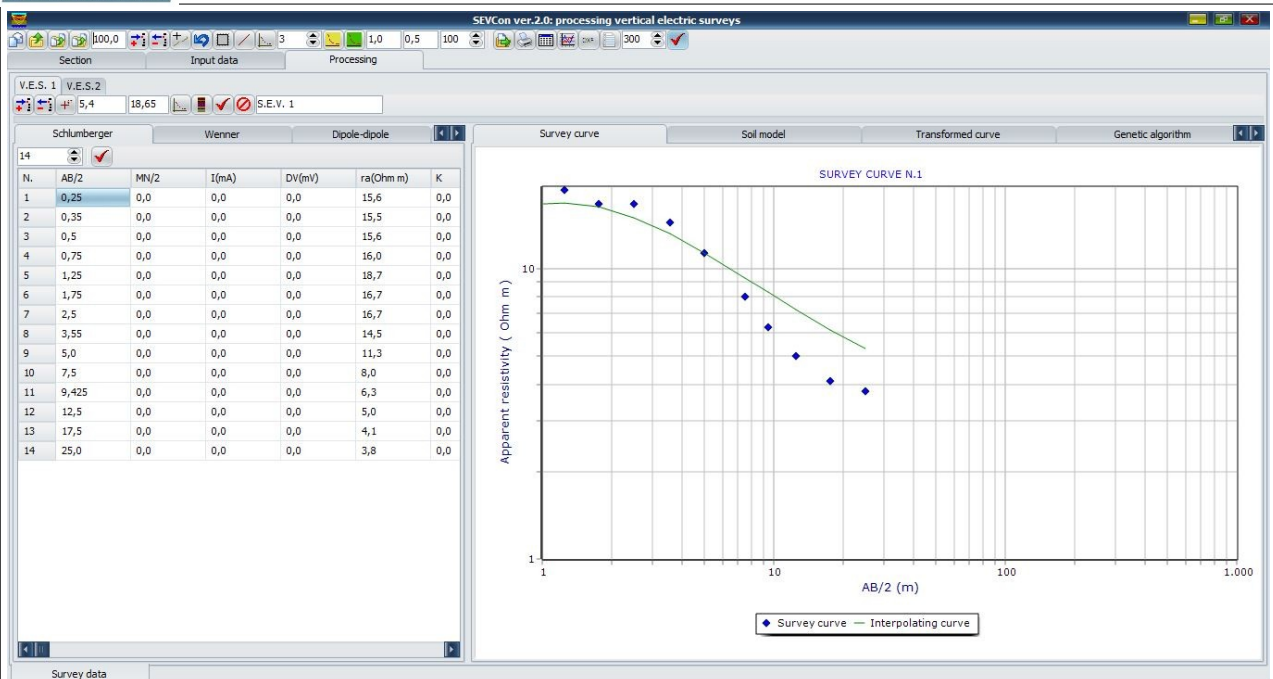 SEVCon ver.2.0: processing vertical electric surveys
100,0 3 1,0 0,5 100 300
Section Input data Processing
V.E.S. 1 V.E.S.2
5,4 18,65 S.E.V. 1
Schlumberger Wenner Dipole-dipole
14
N. AB/2 MN/2 I(mA) DV(mV) ra(Ohm m) K
1 0,25 0,0 0,0 0,0 15,6 0,0
2 0,35 0,0 0,0 0,0 15,5 0,0
3 0,5 0,0 0,0 0,0 15,6 0,0
4 0,75 0,0 0,0 0,0 16,0 0,0
5 1,25 0,0 0,0 0,0 18,7 0,0
6 1,75 0,0 0,0 0,0 16,7 0,0
7 2,5 0,0 0,0 0,0 16,7 0,0
8 3,55 0,0 0,0 0,0 14,5 0,0
9 5,0 0,0 0,0 0,0 11,3 0,0
10 7,5 0,0 0,0 0,0 8,0 0,0
11 9,425 0,0 0,0 0,0 6,3 0,0
12 12,5 0,0 0,0 0,0 5,0 0,0
13 17,5 0,0 0,0 0,0 4,1 0,0
14 25,0 0,0 0,0 0,0 3,8 0,0
Survey data
Survey curve Soil model Transformed curve Genetic algorithm
SURVEY CURVE N.1
Apparent resistivity ( Ohm m )
10
1
1 10 100 1.000
AB/2 (m)
Survey curve Interpolating curve